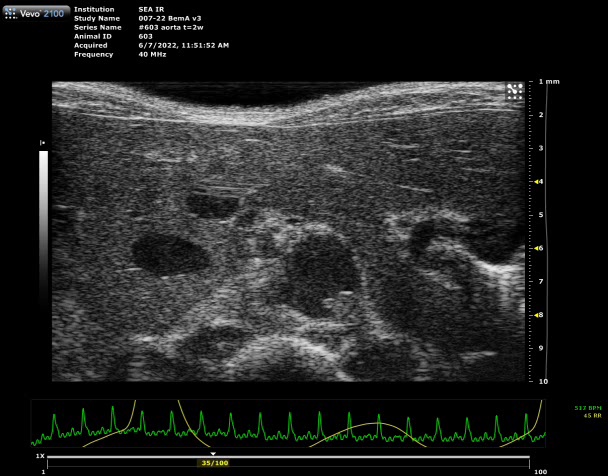 Vevo 2100
Institution SEA IR
Study Name 007-22 BemA v3
Series Name #603 aorta t=2w
Animal ID 603
Acquired 6/7/2022, 11:51:52 AM
Frequency 40 MHz
1 mm
2
3
4
5
6
7
8
9
10
512 BPM
45 RR
1X
35/100
1
100